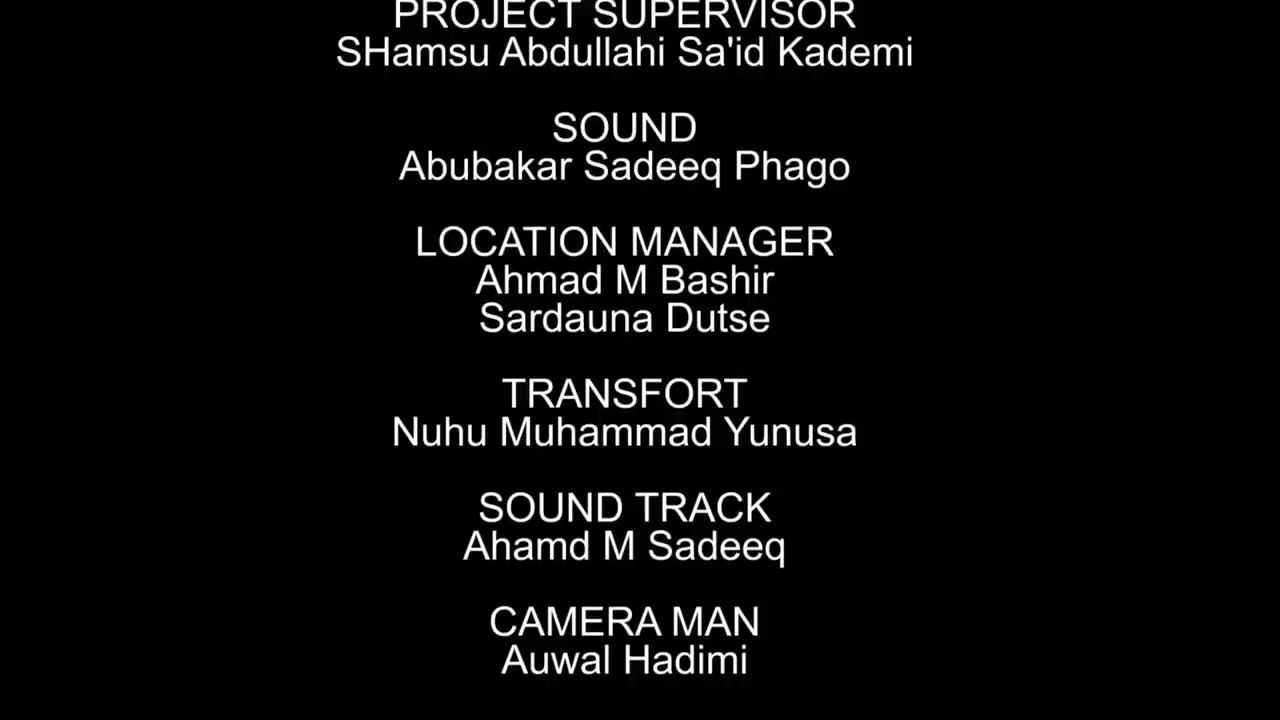 PROJECT SUPERVISOR
SHamsu Abdullahi Sa'id Kademi
SOUND
Abubakar Sadeeq Phago
LOCATION MANAGER
Ahmad M Bashir
Sardauna Dutse
TRANSFORT
Nuhu Muhammad Yunusa
SOUND TRACK
Ahamd M Sadeeq
CAMERA MAN
Auwal Hadimi